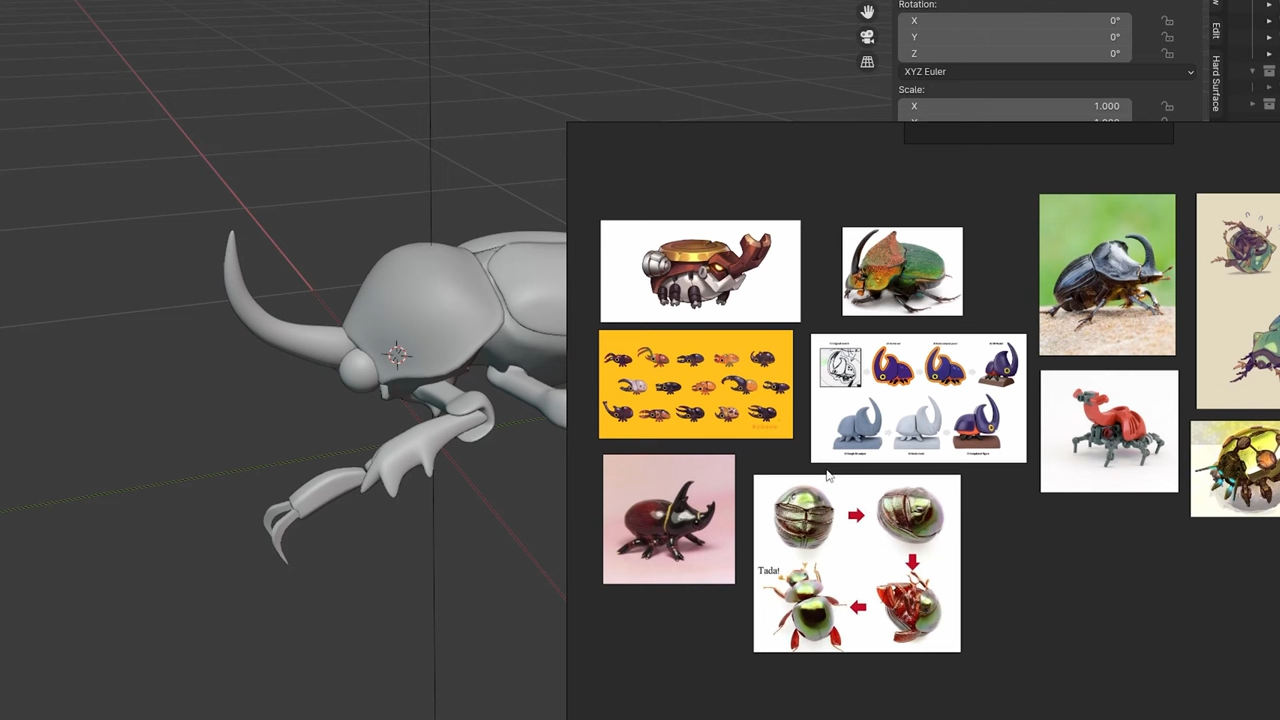 Rotation:
X 0°
Y 0°
Z 0°
XYZ Euler
Scale:
X 1.000
Edit
Hard Surface
Tada!